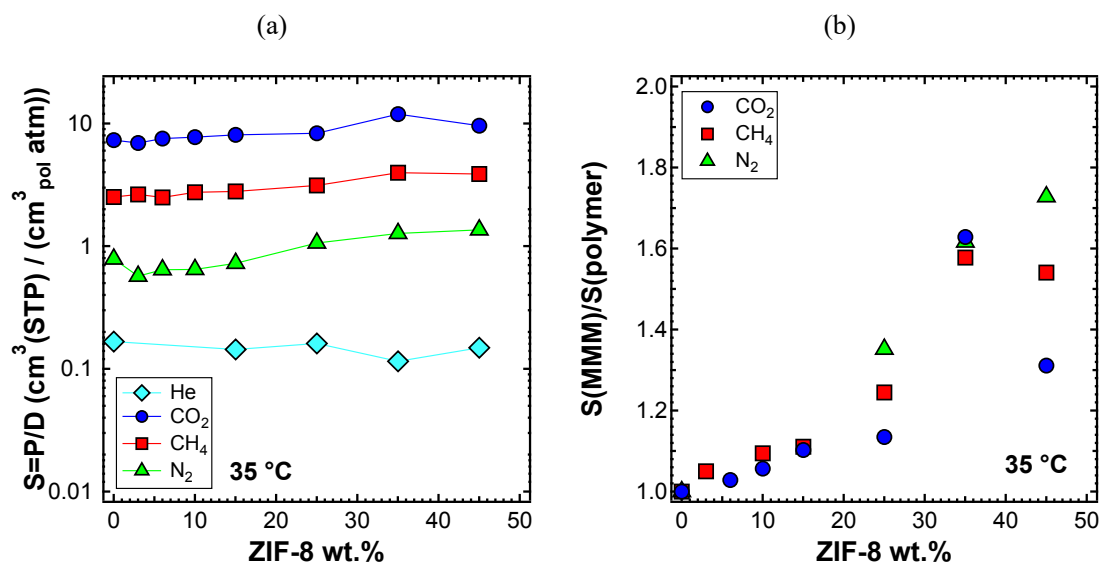 (a)
S=P/D (cm³ (STP) / (cm³pol atm))
10
1
0.1
0.01
He
CO₂
CH₄
N₂
35 °C
0 10 20 30 40 50
ZIF-8 wt.%
(b)
S(MMM)/S(polymer)
2.0
1.8
1.6
1.4
1.2
1.0
CO₂
CH₄
N₂
35 °C
0 10 20 30 40 50
ZIF-8 wt.%